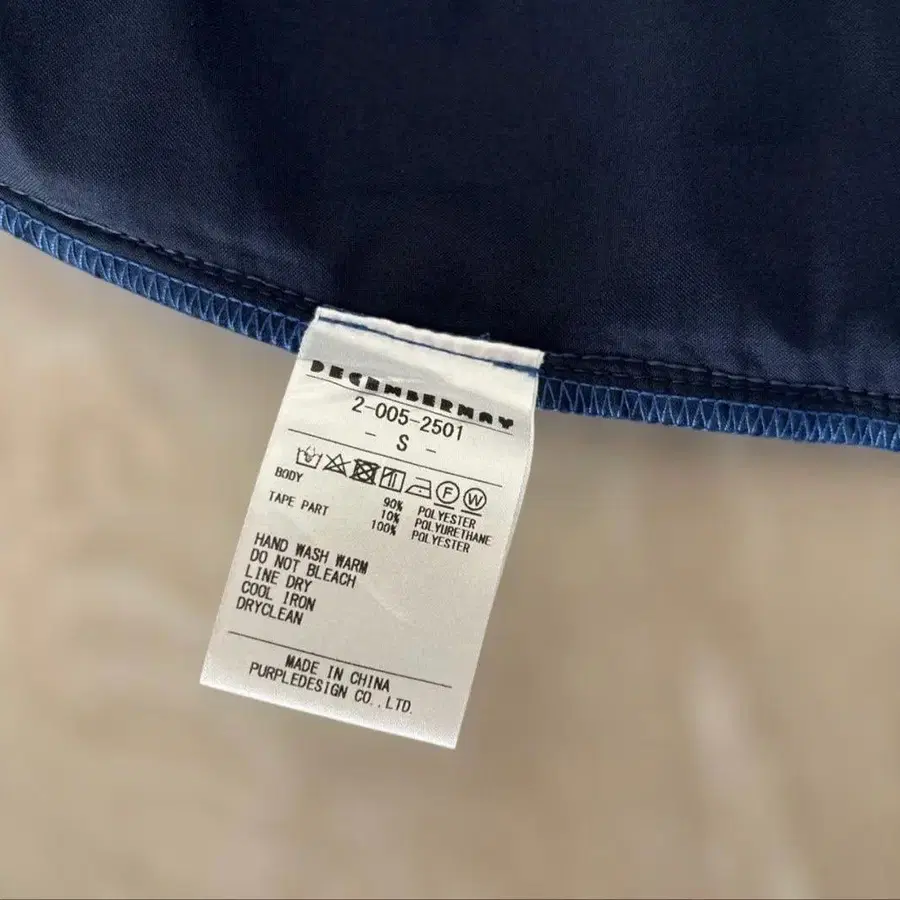 DECEMBERMAY
2-005-2501
- S -
F W
BODY 90% POLYESTER
10% POLYURETHANE
TAPE PART 100% POLYESTER
HAND WASH WARM
DO NOT BLEACH
LINE DRY
COOL IRON
DRYCLEAN
MADE IN CHINA
PURPLEDESIGN CO.,LTD.